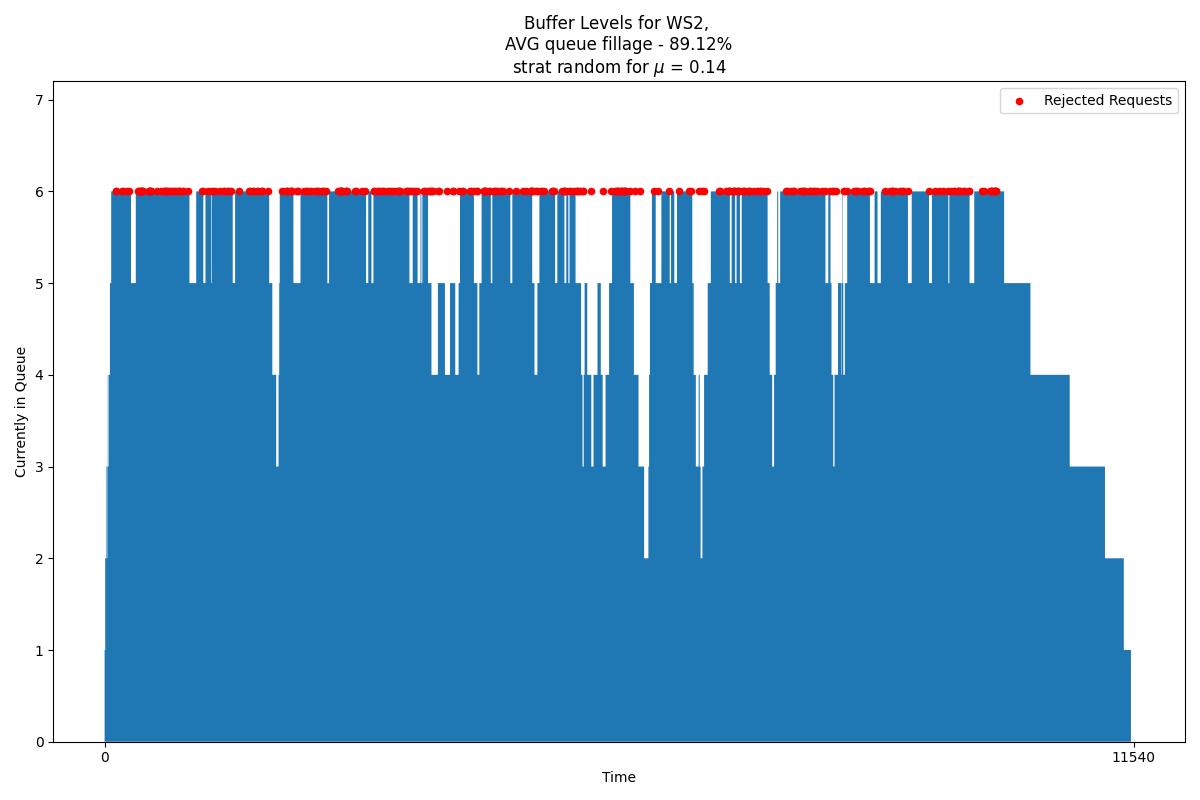 Buffer Levels for WS2,
AVG queue fillage - 89.12%
strat random for μ = 0.14
Rejected Requests
7
6
5
4
3
2
1
0
Currently in Queue
0
11540
Time